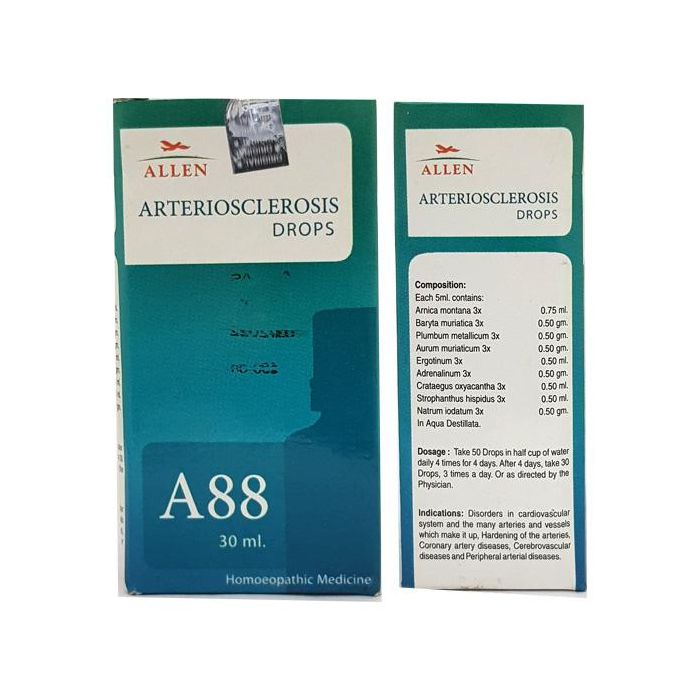 ALLEN
ARTERIOSCLEROSIS
DROPS
A88
30 ml.
Homoeopathic Medicine
ALLEN
ARTERIOSCLEROSIS
DROPS
Composition:
Each 5ml. contains:
Arnica montana 3x 0.75 ml.
Baryta muriatica 3x 0.50 gm.
Plumbum metallicum 3x 0.50 gm.
Aurum muriaticum 3x 0.50 gm.
Ergotinum 3x 0.50 ml.
Adrenalinum 3x 0.50 gm.
Crataegus oxyacantha 3x 0.50 ml.
Strophanthus hispidus 3x 0.50 ml.
Natrum iodatum 3x 0.50 gm.
In Aqua Destillata.
Dosage : Take 50 Drops in half cup of water
daily 4 times for 4 days. After 4 days, take 30
Drops, 3 times a day. Or as directed by the
Physician.
Indications: Disorders in cardiovascular
system and the many arteries and vessels
which make it up, Hardening of the arteries,
Coronary artery diseases, Cerebrovascular
diseases and Peripheral arterial diseases.